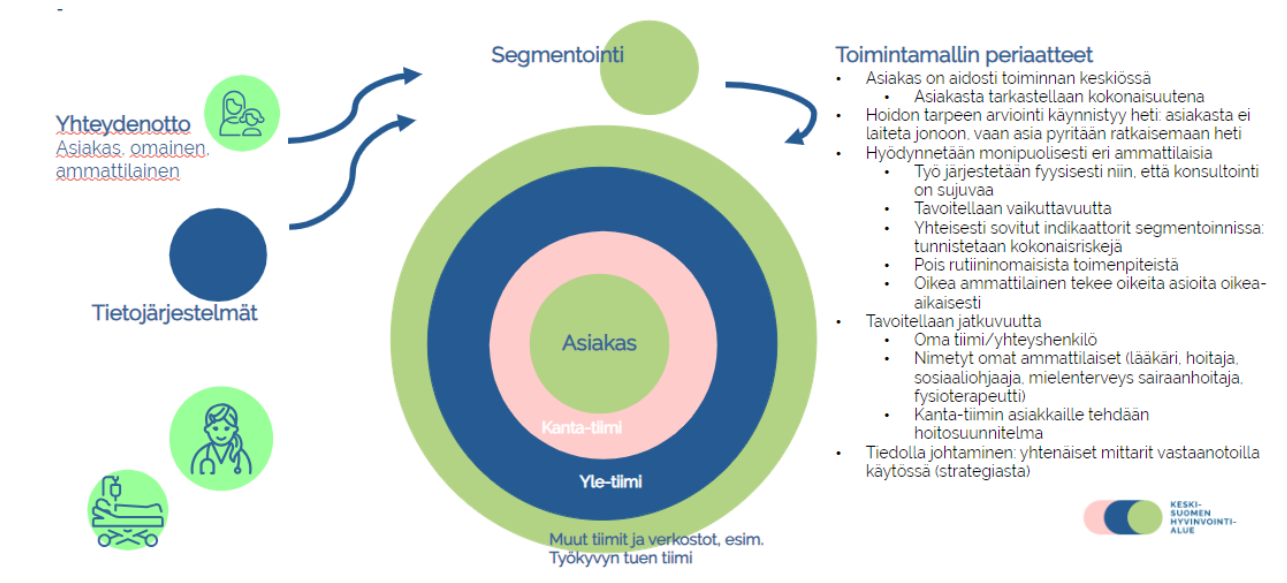 -
Yhteydenotto
Asiakas, omainen,
ammattilainen
Tietojärjestelmät
Segmentointi
Asiakas
Kanta-tiimi
Yle-tiimi
Muut tiimit ja verkostot, esim.
Työkyvyn tuen tiimi
Toimintamallin periaatteet
• Asiakas on aidosti toiminnan keskiössä
• Asiakasta tarkastellaan kokonaisuutena
• Hoidon tarpeen arviointi käynnistyy heti: asiakasta ei
laiteta jonoon, vaan asia pyritään ratkaisemaan heti
• Hyödynnetään monipuolisesti eri ammattilaisia
• Työ järjestetään fyysisesti niin, että konsultointi
on sujuvaa
• Tavoitellaan vaikuttavuutta
• Yhteisesti sovitut indikaattorit segmentoinnissa:
tunnistetaan kokonaisriskejä
• Pois rutiininomaisista toimenpiteistä
• Oikea ammattilainen tekee oikeita asioita oikea-
aikaisesti
• Tavoitellaan jatkuvuutta
• Oma tiimi/yhteyshenkilö
• Nimetyt omat ammattilaiset (lääkäri, hoitaja,
sosiaaliohjaaja, mielenterveys sairaanhoitaja,
fysioterapeutti)
• Kanta-tiimin asiakkaille tehdään
hoitosuunnitelma
• Tiedolla johtaminen: yhtenäiset mittarit vastaanotoilla
käytössä (strategiasta)
KESKI-
SUOMEN
HYVINVOINTI-
ALUE